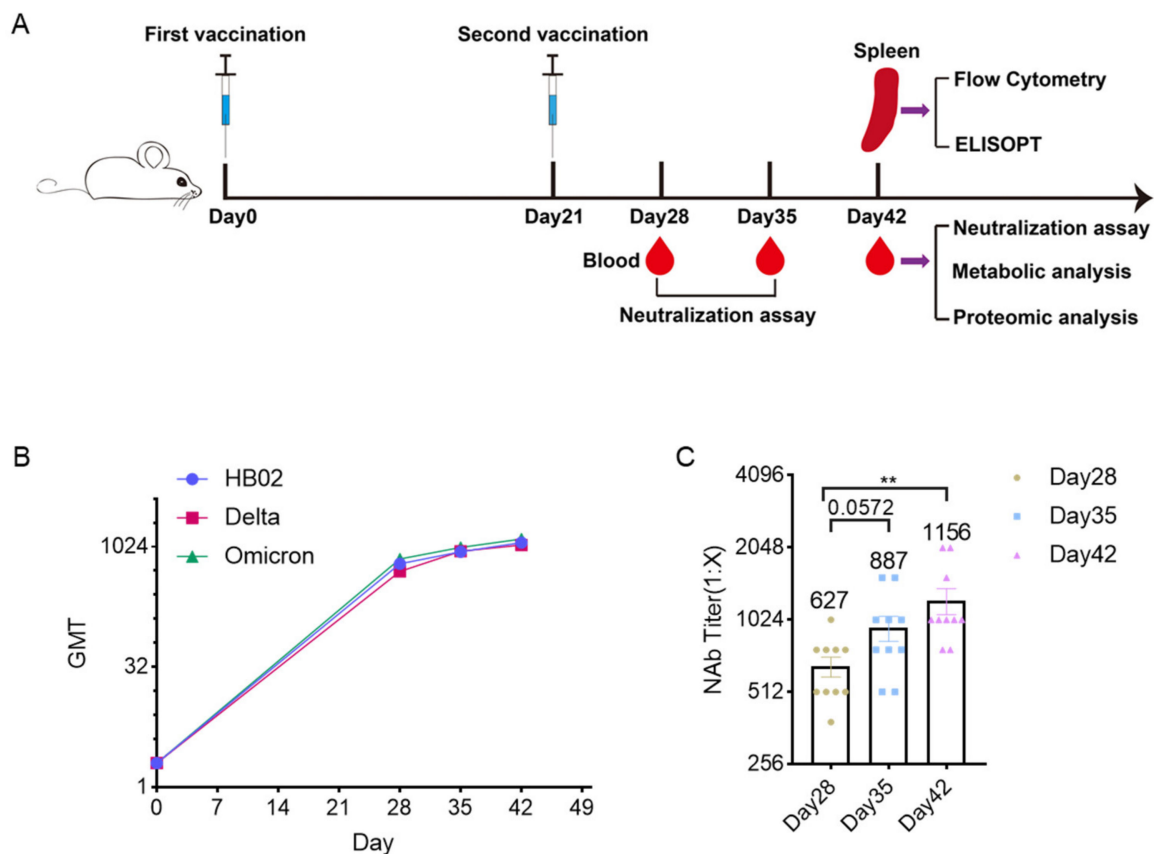 A
First vaccination
Second vaccination
Spleen
Flow Cytometry
ELISOPT
Day0
Day21
Day28
Day35
Day42
Blood
Neutralization assay
Neutralization assay
Metabolic analysis
Proteomic analysis
B
HB02
Delta
Omicron
GMT
1024
32
1
0 7 14 21 28 35 42 49
Day
C
NAb Titer(1:X)
4096
2048
1024
512
256
**
0.0572
627
887
1156
Day28
Day35
Day42
Day28
Day35
Day42